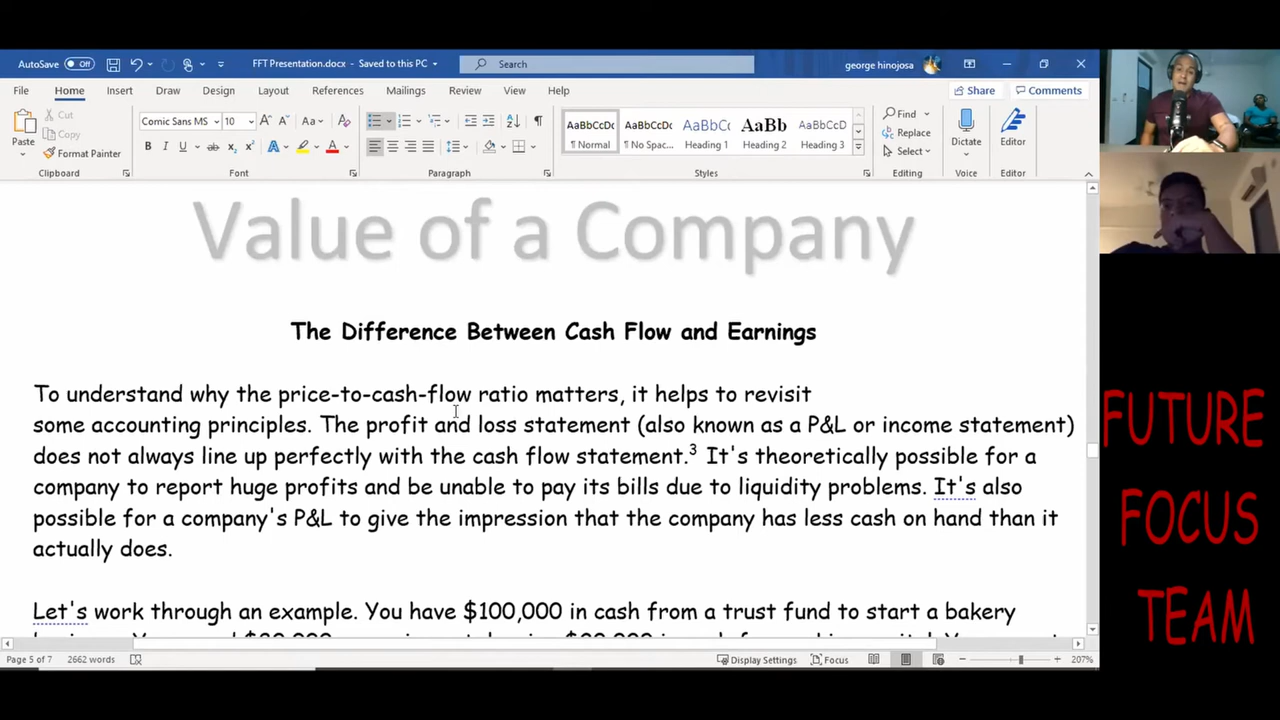 AutoSave Off FFT Presentation.docx - Saved to this PC Search george hinojosa
File Home Insert Draw Design Layout References Mailings Review View Help Share Comments
Paste Cut Copy Format Painter
Clipboard
Comic Sans MS 10 Aa
B I U ab x₂ x² A A
Font
Paragraph
AaBbCcDc AaBbCcDc AaBbC AaBb AaBbCcD
¶ Normal ¶ No Spac... Heading 1 Heading 2 Heading 3
Styles
Find
Replace
Select
Editing
Dictate
Voice
Editor
Editor
Value of a Company
The Difference Between Cash Flow and Earnings
To understand why the price-to-cash-flow ratio matters, it helps to revisit
some accounting principles. The profit and loss statement (also known as a P&L or income statement)
does not always line up perfectly with the cash flow statement.³ It's theoretically possible for a
company to report huge profits and be unable to pay its bills due to liquidity problems. It's also
possible for a company's P&L to give the impression that the company has less cash on hand than it
actually does.
Let's work through an example. You have $100,000 in cash from a trust fund to start a bakery
Page 5 of 7 2662 words Display Settings Focus 207%
FUTURE
FOCUS
TEAM